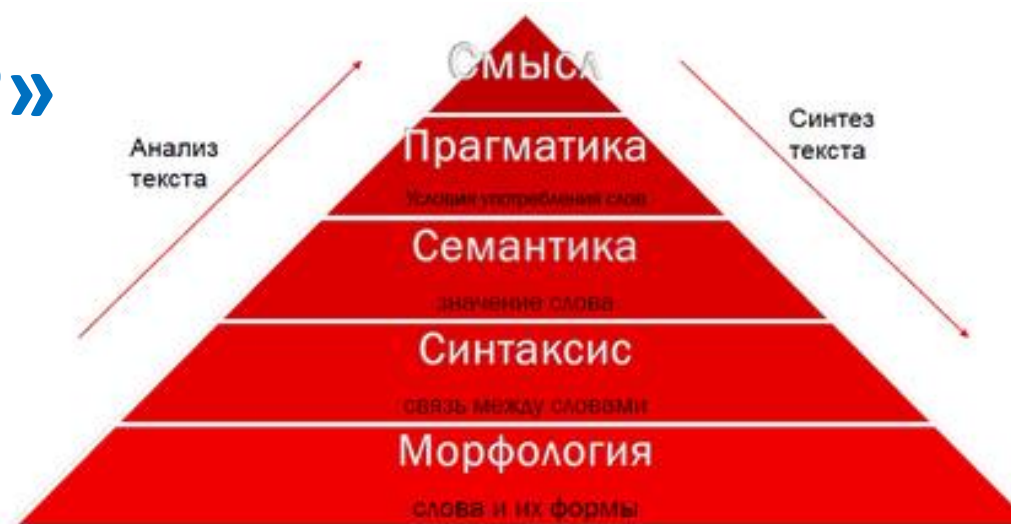 »
Смысл
Анализ
текста
Синтез
текста
Прагматика
Условия употребления слов
Семантика
значение слова
Синтаксис
связь между словами
Морфология
слова и их формы